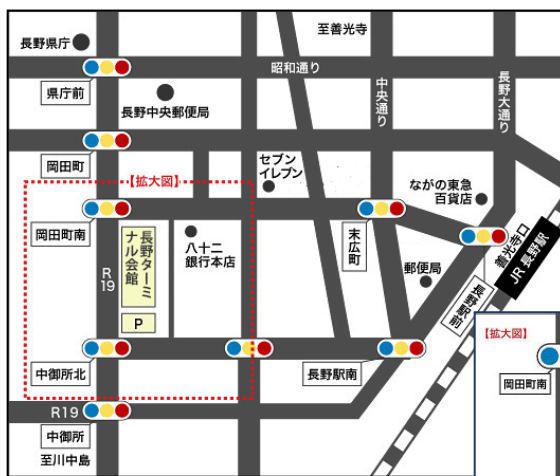 至善光寺
長野県庁
昭和通り
県庁前
長野中央郵便局
中央通り
長野大通り
岡田町
セブン
イレブン
【拡大図】
ながの東急
百貨店
岡田町南
長野ターミ
ナル会館
八十二
銀行本店
末広町
善光寺口
JR 長野駅
R
19
郵便局
長野駅前
P
【拡大図】
中御所北
長野駅南
岡田町南
R19
中御所
至川中島